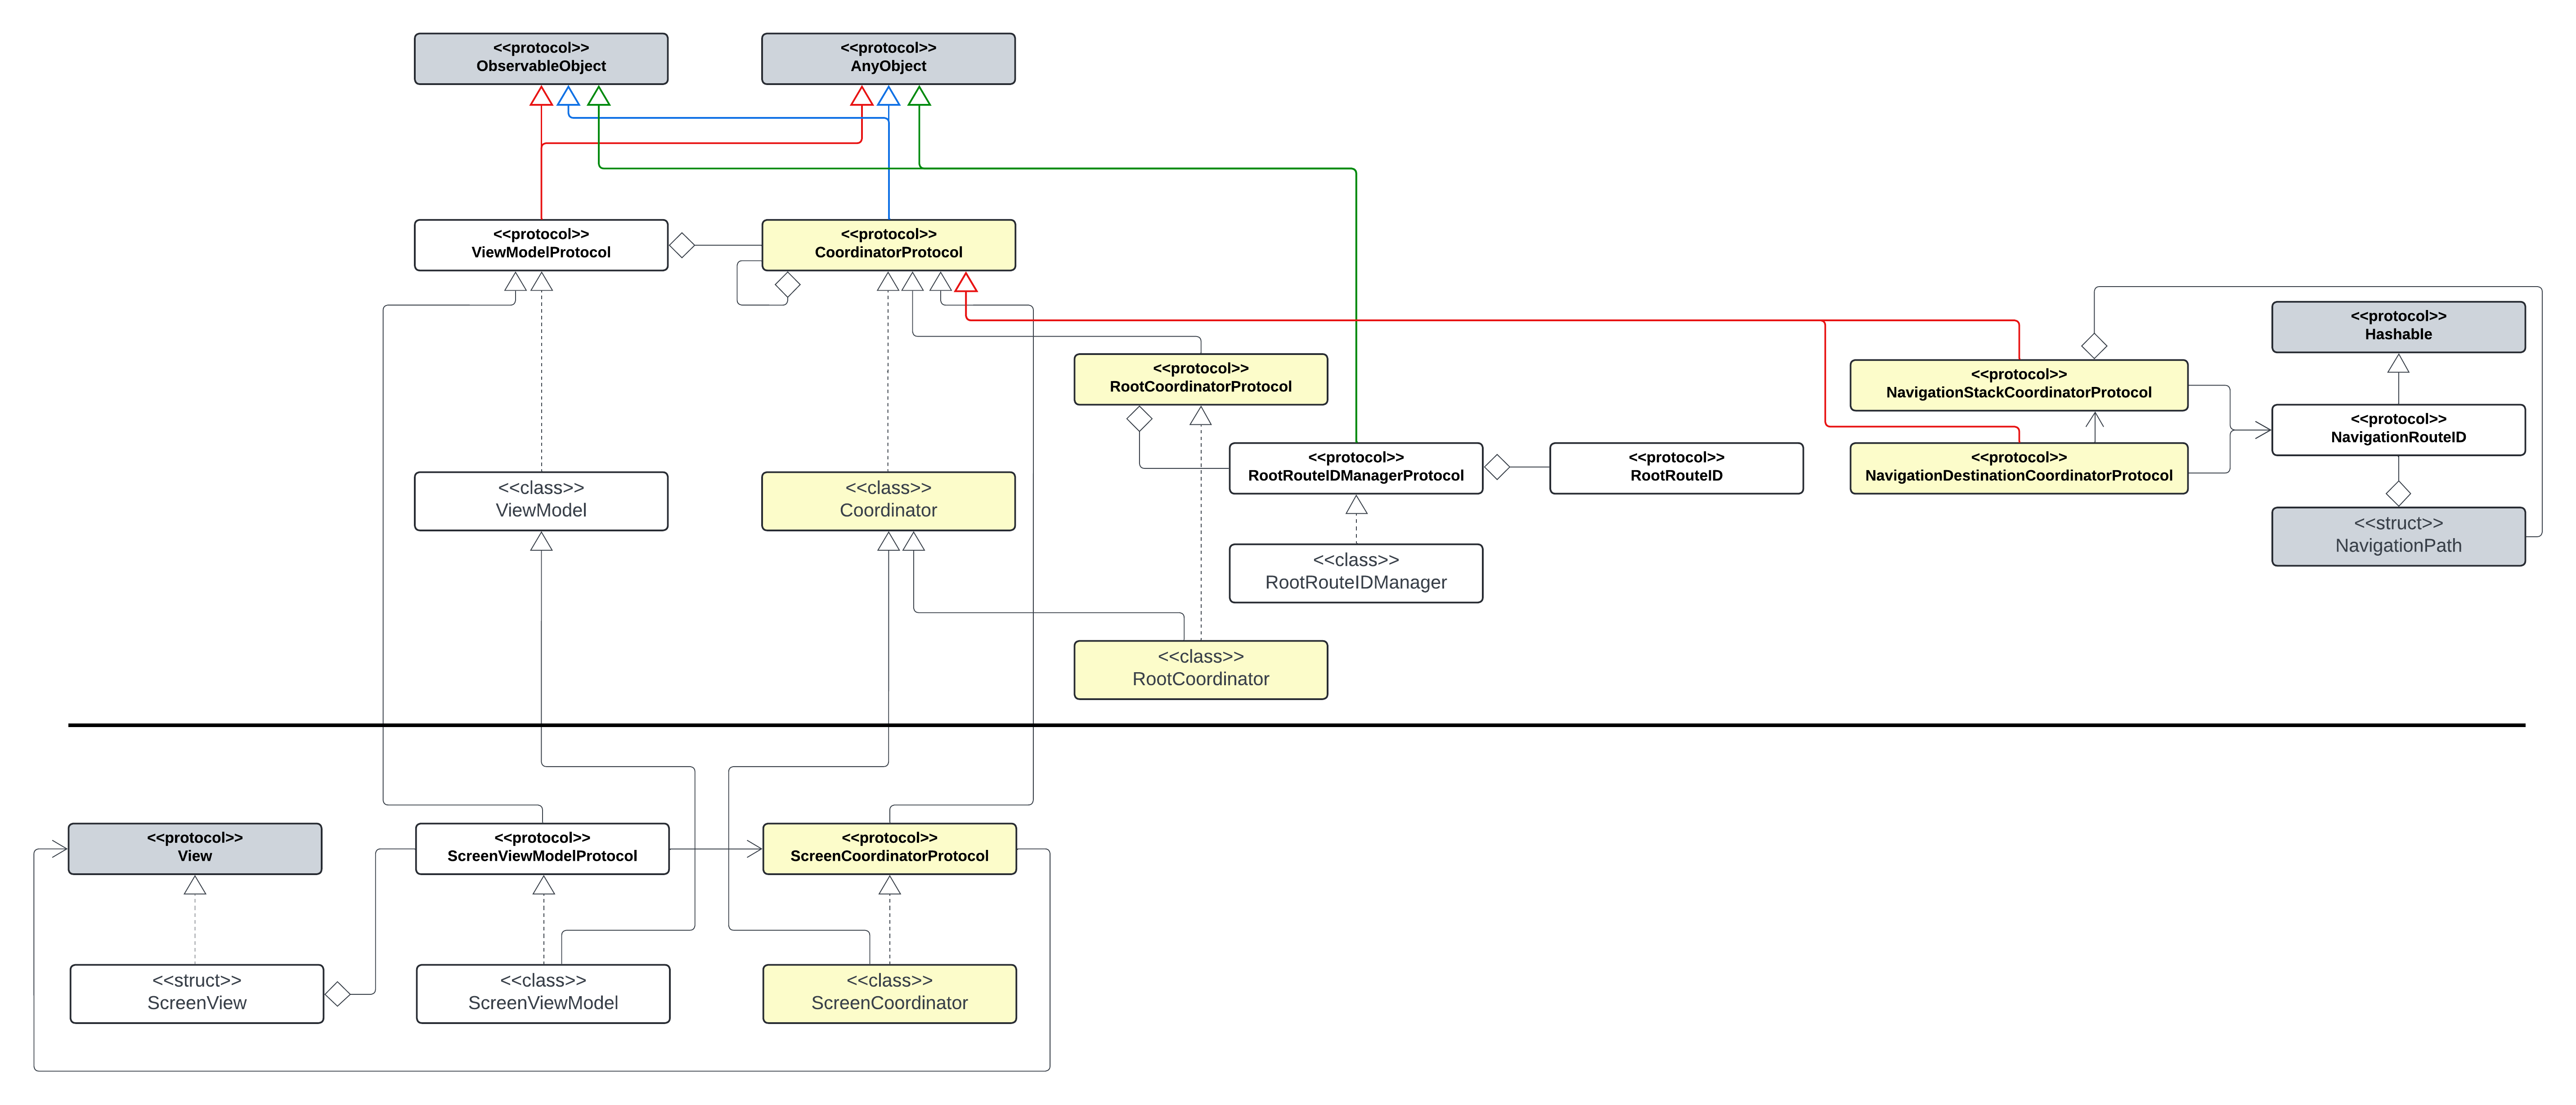 <<protocol>>
ObservableObject
<<protocol>>
AnyObject
<<protocol>>
ViewModelProtocol
<<protocol>>
CoordinatorProtocol
<<protocol>>
Hashable
<<protocol>>
RootCoordinatorProtocol
<<protocol>>
NavigationStackCoordinatorProtocol
<<protocol>>
NavigationRouteID
<<protocol>>
RootRouteIDManagerProtocol
<<protocol>>
RootRouteID
<<protocol>>
NavigationDestinationCoordinatorProtocol
<<class>>
ViewModel
<<class>>
Coordinator
<<struct>>
NavigationPath
<<class>>
RootRouteIDManager
<<class>>
RootCoordinator
<<protocol>>
View
<<protocol>>
ScreenViewModelProtocol
<<protocol>>
ScreenCoordinatorProtocol
<<struct>>
ScreenView
<<class>>
ScreenViewModel
<<class>>
ScreenCoordinator